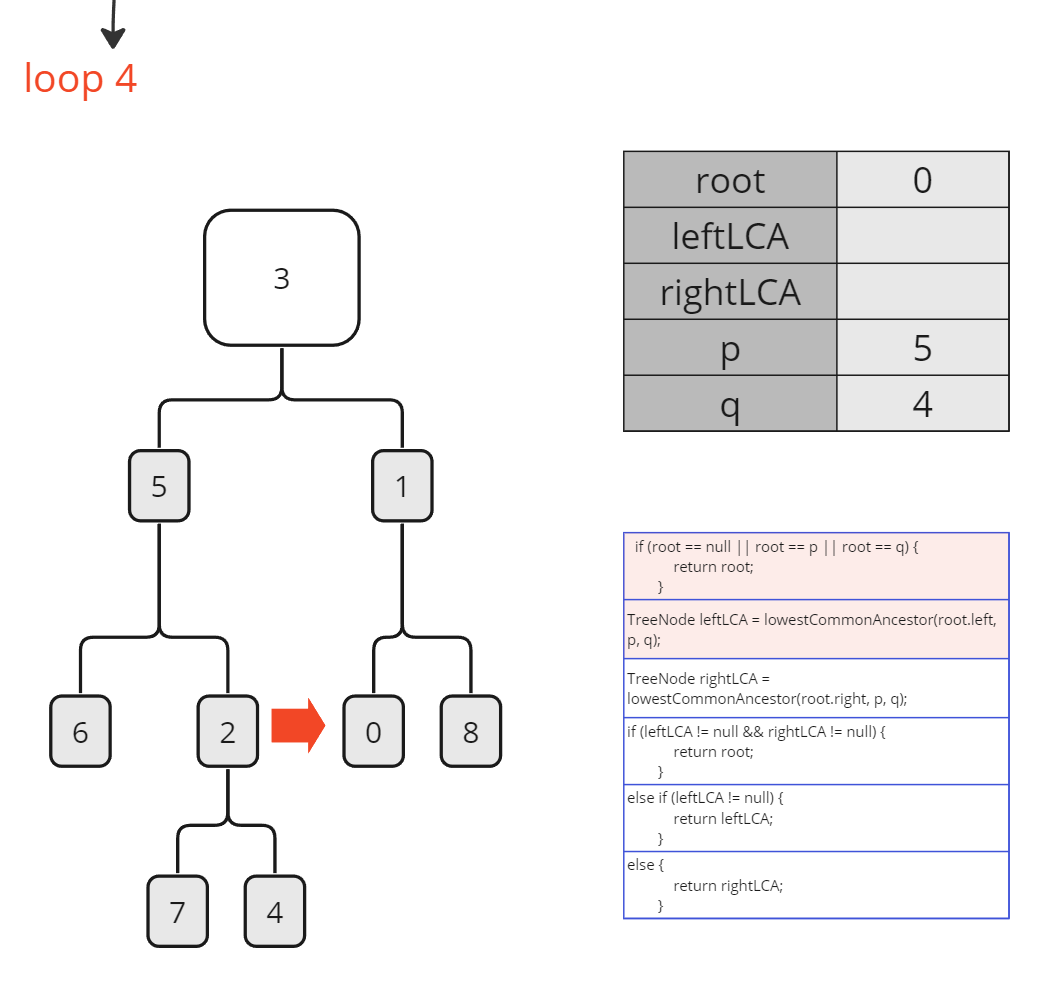 loop 4
3
5
1
6
2
0
8
7
4
root 0
leftLCA
rightLCA
p 5
q 4
if (root == null || root == p || root == q) {
return root;
}
TreeNode leftLCA = lowestCommonAncestor(root.left,
p, q);
TreeNode rightLCA =
lowestCommonAncestor(root.right, p, q);
if (leftLCA != null && rightLCA != null) {
return root;
}
else if (leftLCA != null) {
return leftLCA;
}
else {
return rightLCA;
}